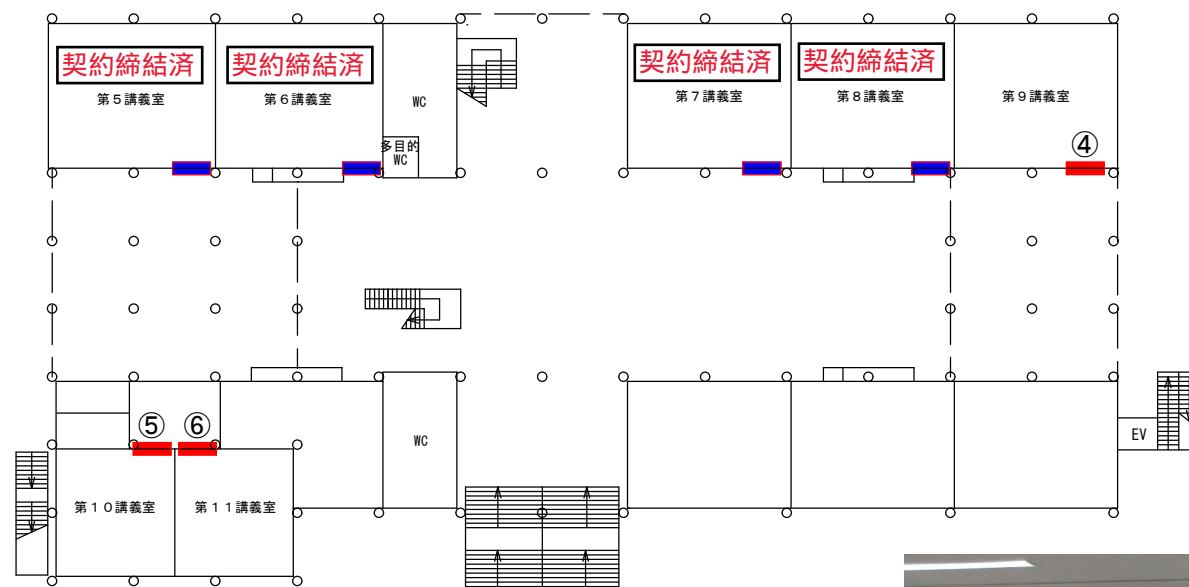 契約締結済
契約締結済
契約締結済
契約締結済
第５講義室
第６講義室
WC
第７講義室
第８講義室
第９講義室
多目的
WC
④
⑤
⑥
WC
EV
第１０講義室
第１１講義室